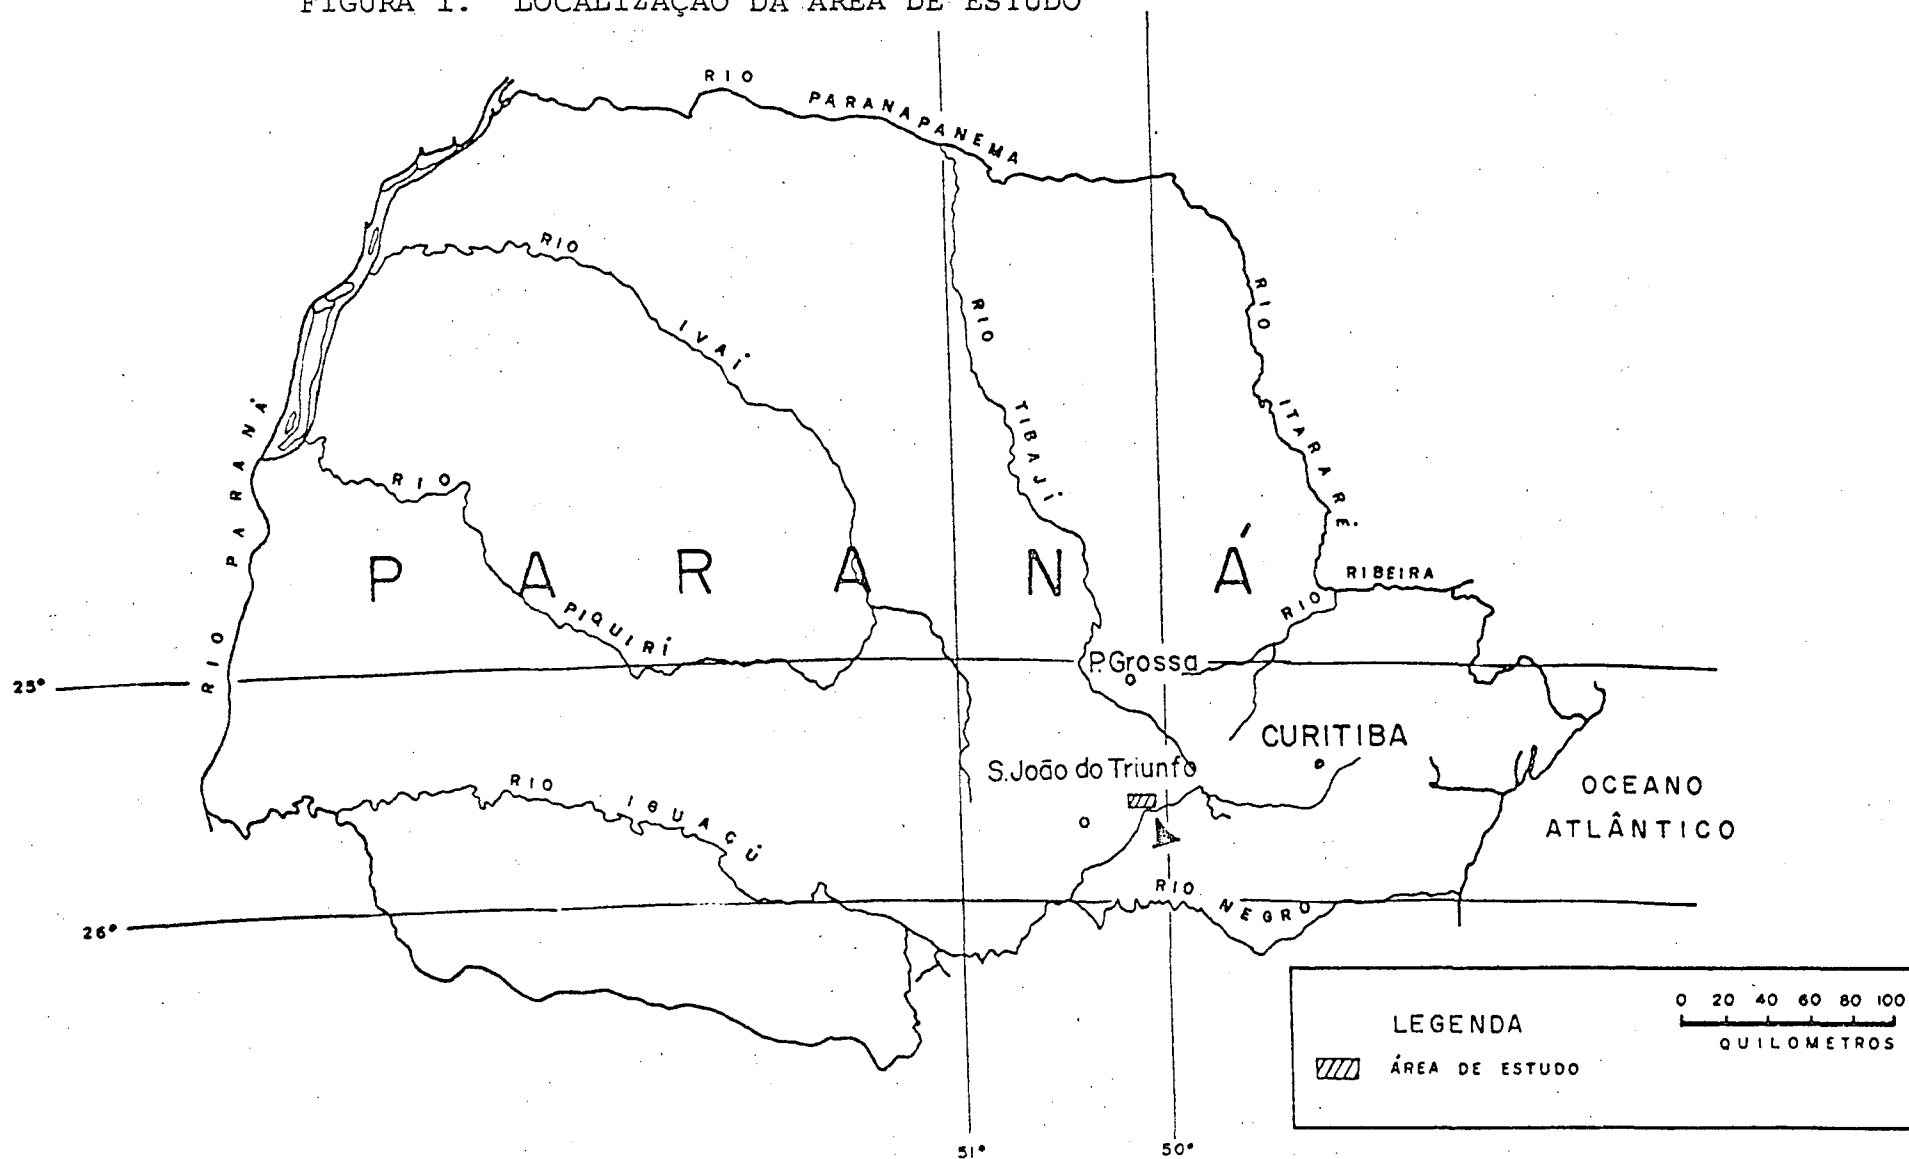 FIGURA 1. LOCALIZAÇÃO DA ÁREA DE ESTUDO
RIO PARANAPANEMA
RIO IVAÍ
RIO TIBAJÍ
RIO ITARARÉ
RIO PARANÁ
RIO PIQUIRÍ
PARANÁ
RIO RIBEIRA
25°
P. Grossa
CURITIBA
S. João do Triunfo
OCEANO
ATLÂNTICO
RIO IGUAÇÚ
RIO NEGRO
26°
LEGENDA
ÁREA DE ESTUDO
0 20 40 60 80 100
QUILOMETROS
51° 50°